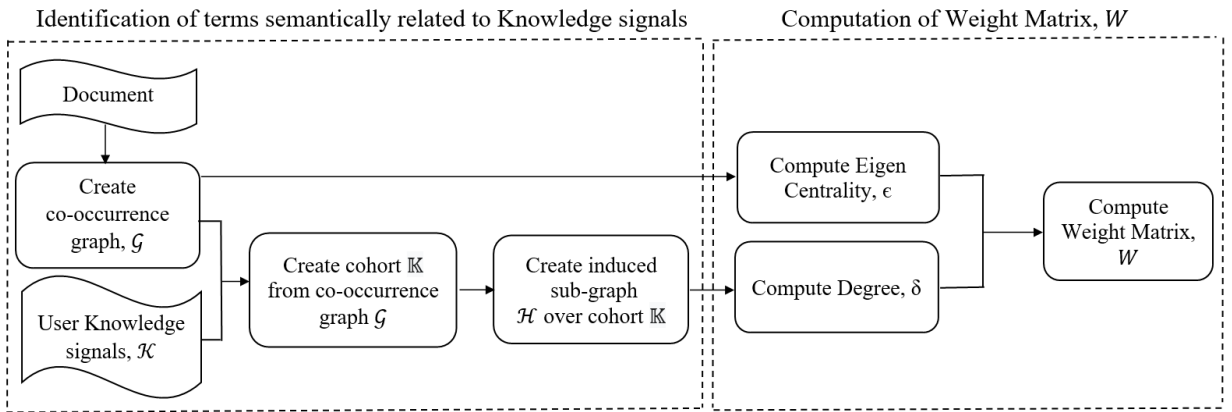 Identification of terms semantically related to Knowledge signals
Computation of Weight Matrix, W
Document
Create
co-occurrence
graph, 𝒢
User Knowledge
signals, 𝒦
Create cohort 𝕂
from co-occurrence
graph 𝒢
Create induced
sub-graph
ℋ over cohort 𝕂
Compute Eigen
Centrality, ϵ
Compute Degree, δ
Compute
Weight Matrix,
W